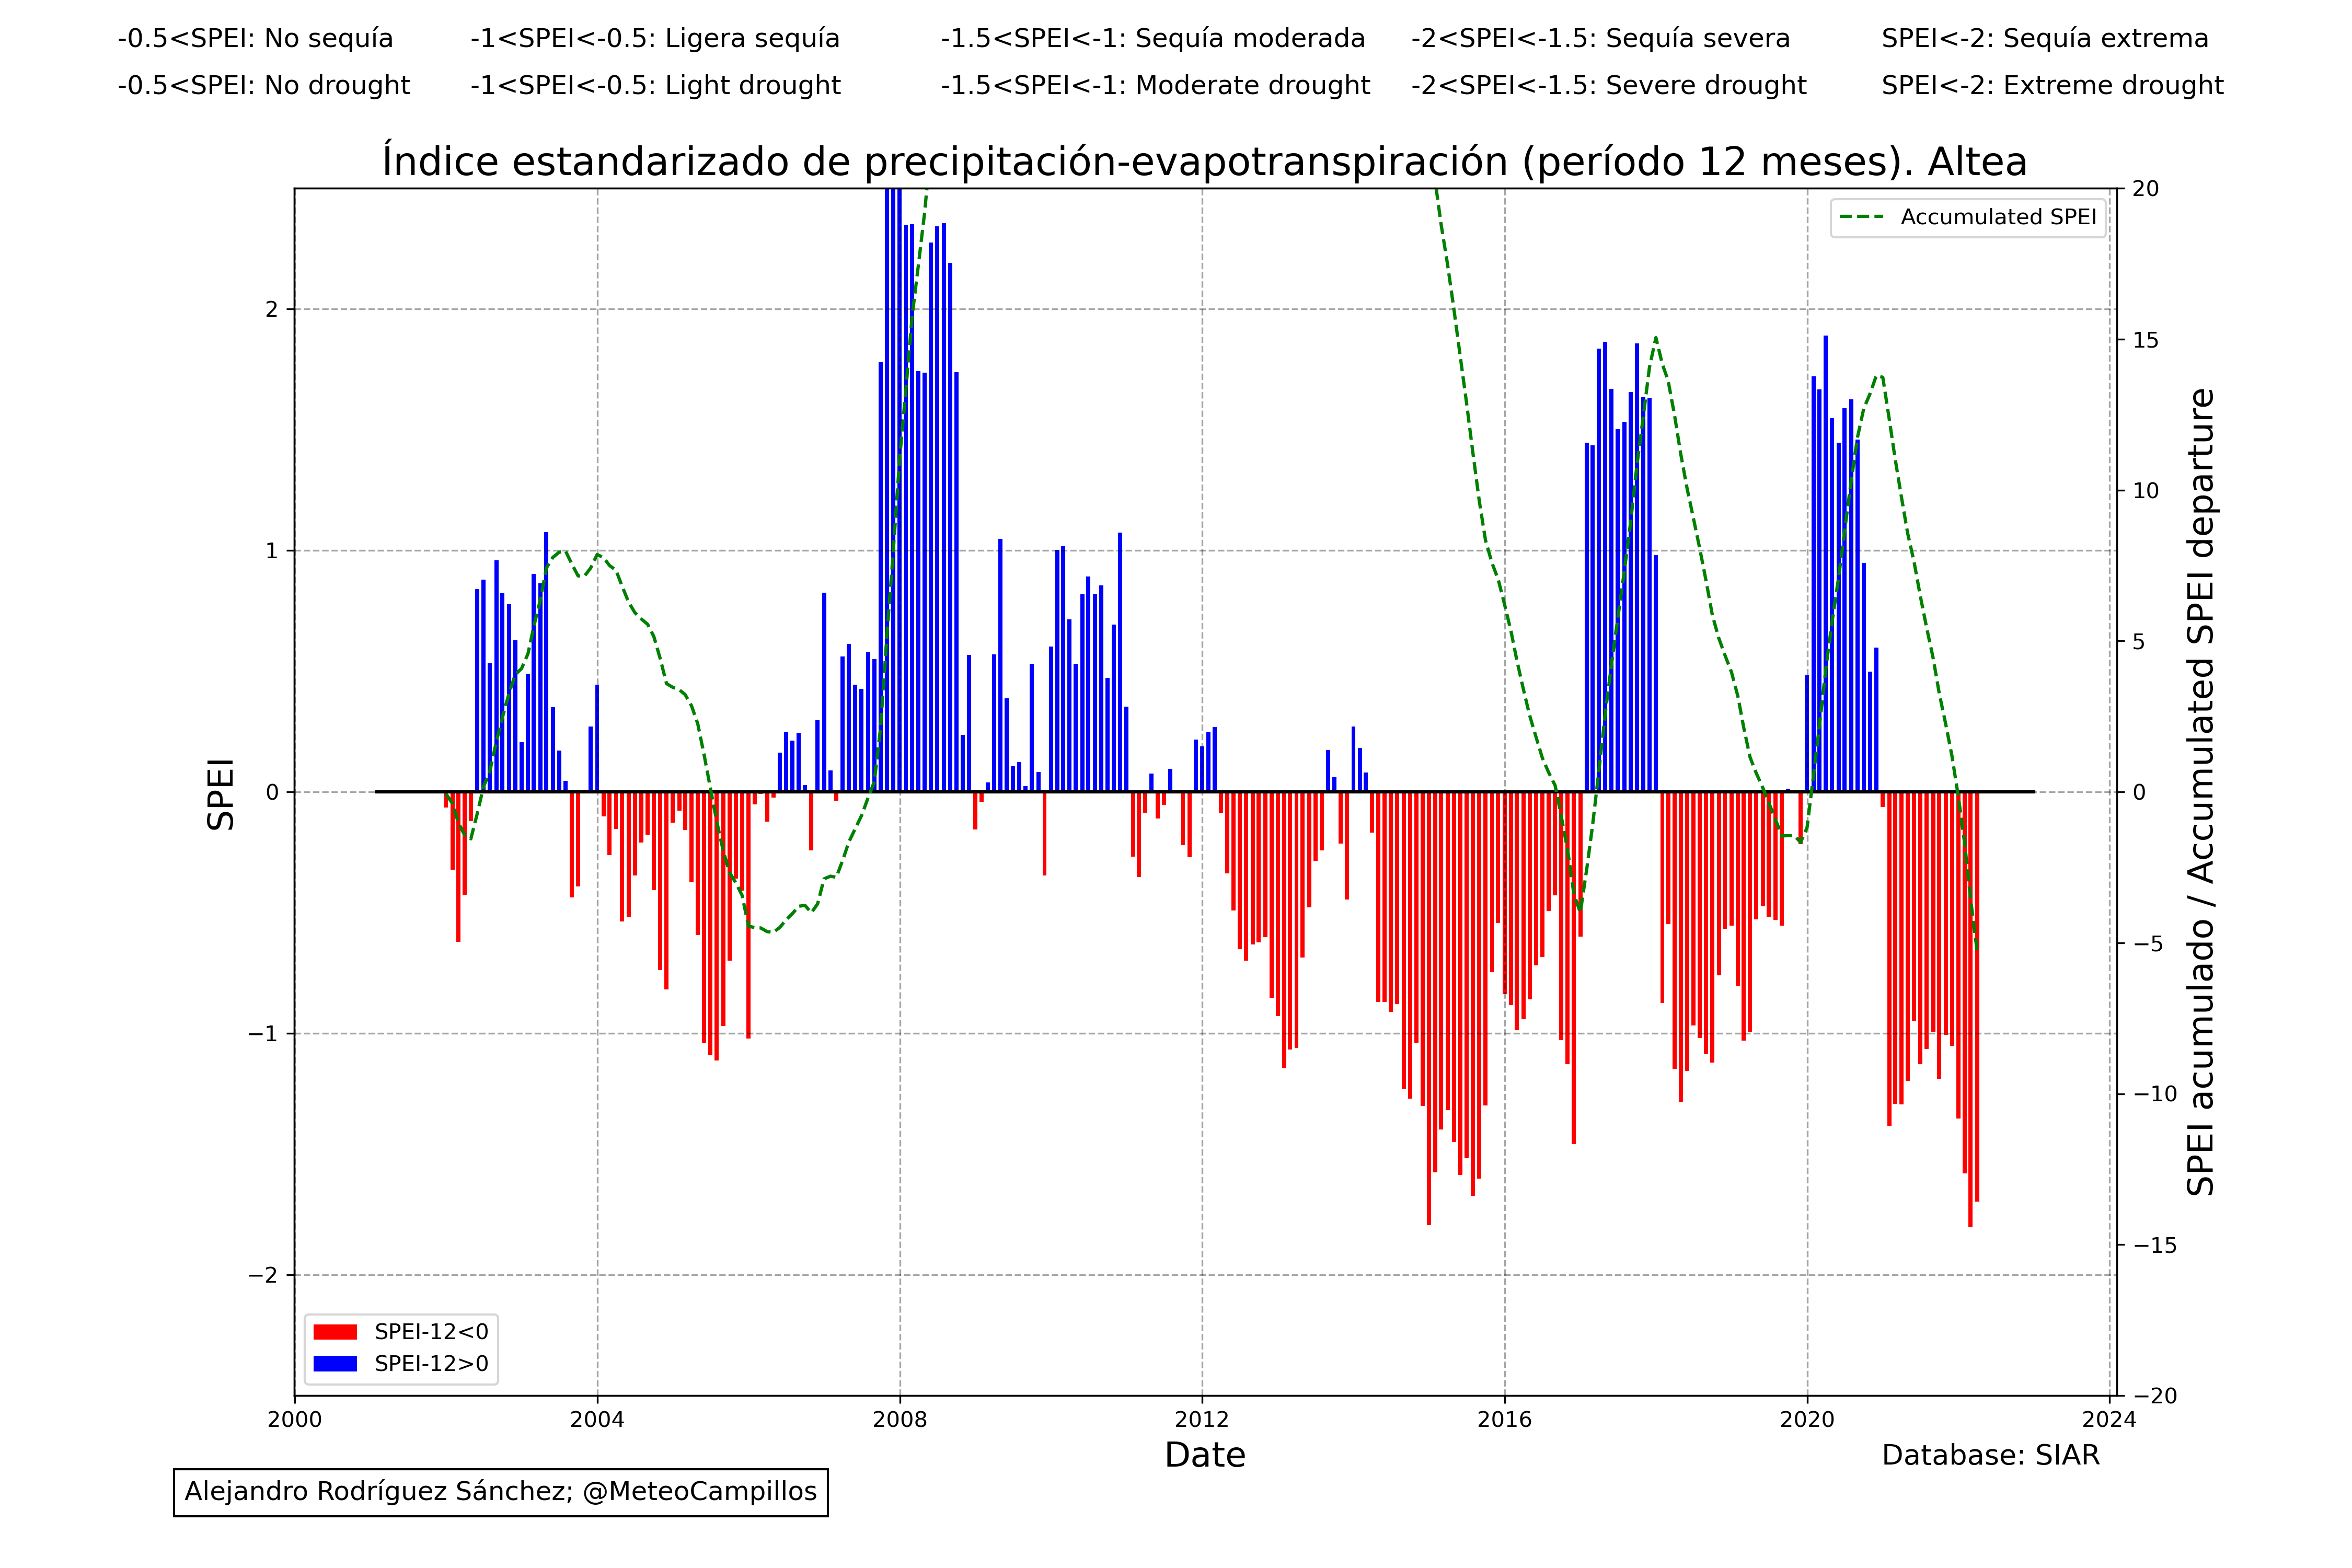 -0.5<SPEI: No sequía -1<SPEI<-0.5: Ligera sequía -1.5<SPEI<-1: Sequía moderada -2<SPEI<-1.5: Sequía severa SPEI<-2: Sequía extrema
-0.5<SPEI: No drought -1<SPEI<-0.5: Light drought -1.5<SPEI<-1: Moderate drought -2<SPEI<-1.5: Severe drought SPEI<-2: Extreme drought
Índice estandarizado de precipitación-evapotranspiración (período 12 meses). Altea
Accumulated SPEI
SPEI
2
1
0
−1
−2
20
15
10
5
0
−5
−10
−15
−20
SPEI acumulado / Accumulated SPEI departure
SPEI-12<0
SPEI-12>0
2000 2004 2008 2012 2016 2020 2024
Date
Database: SIAR
Alejandro Rodríguez Sánchez; @MeteoCampillos